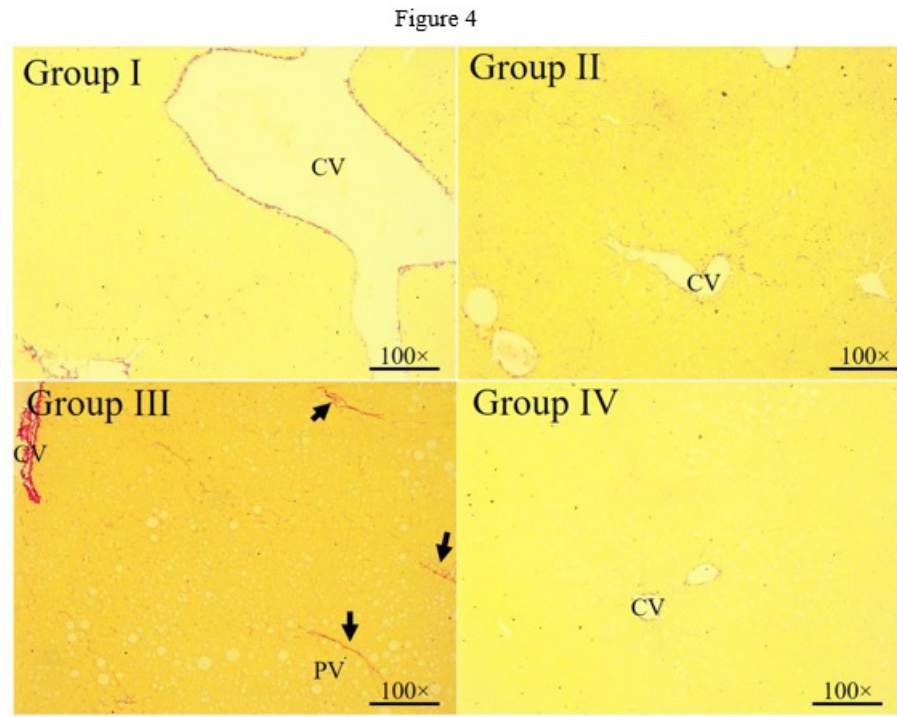 Figure 4
Group I
CV
100×
Group II
CV
100×
Group III
CV
PV
100×
Group IV
CV
100×